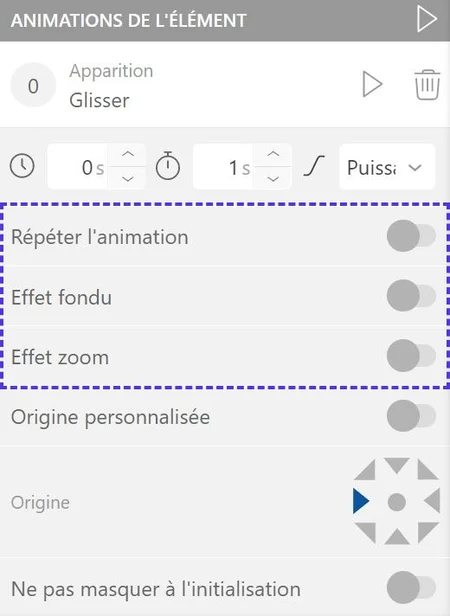 ANIMATIONS DE L'ÉLÉMENT
0
Apparition
Glisser
0 s 1 s
Répéter l'animation
Effet fondu
Effet zoom
Origine personnalisée
Origine
Ne pas masquer à l'initialisation